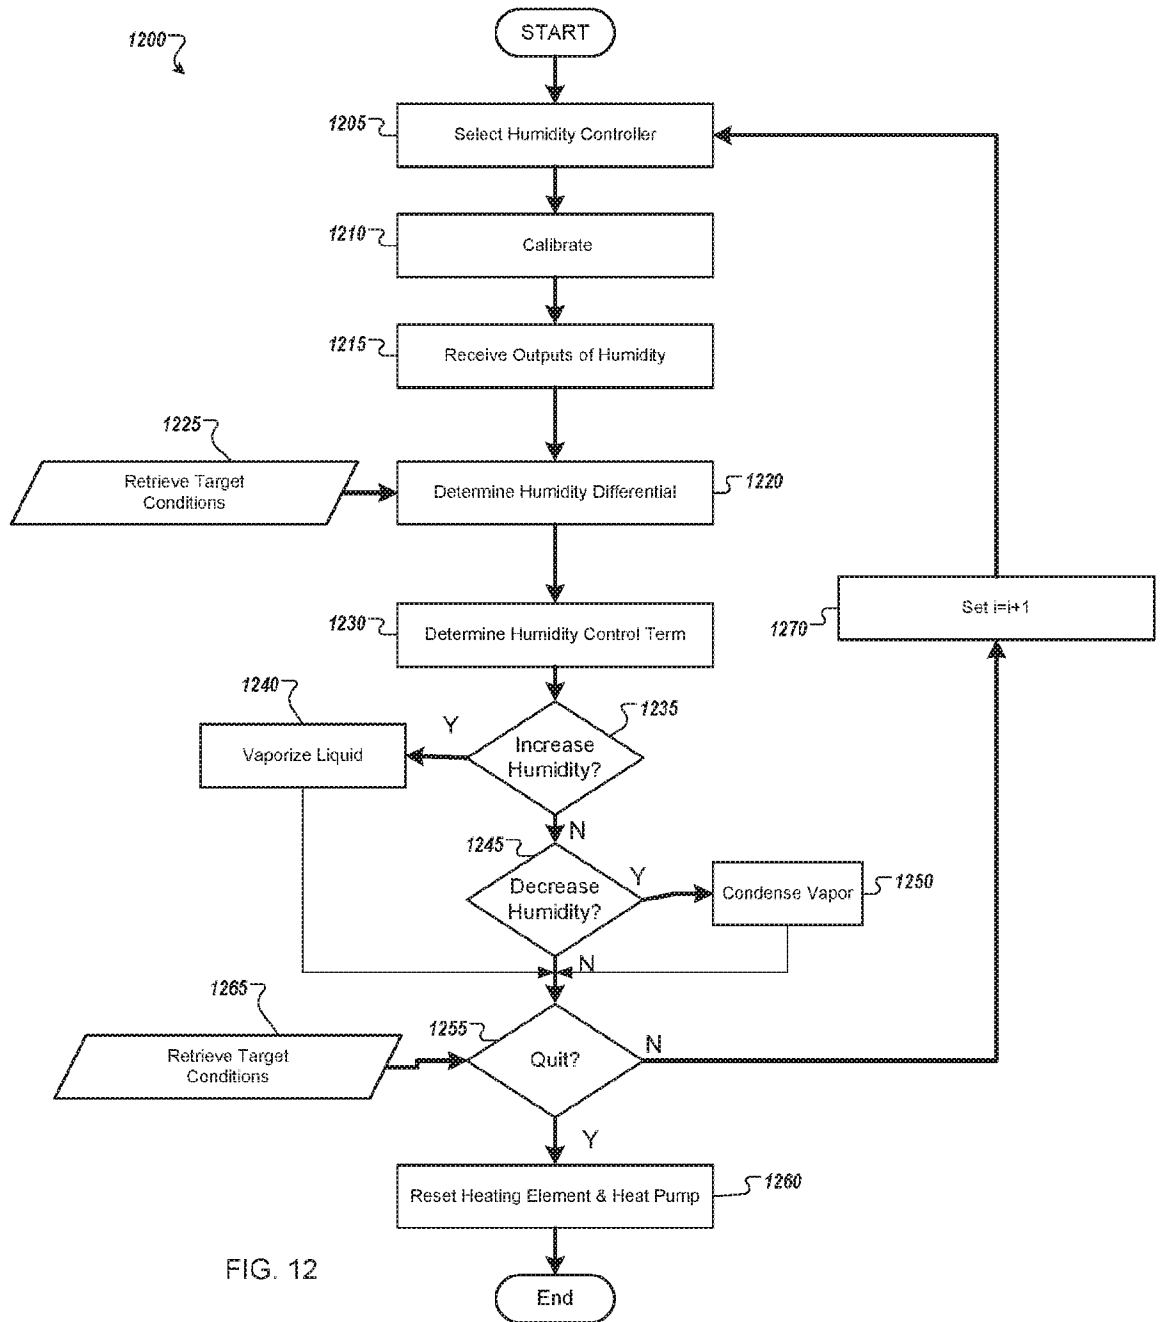 1200
START
1205
Select Humidity Controller
1210
Calibrate
1215
Receive Outputs of Humidity
1225
Retrieve Target
Conditions
Determine Humidity Differential
1220
1230
Determine Humidity Control Term
Set i=i+1
1270
1240
Vaporize Liquid
Y
1235
Increase
Humidity?
N
1245
Decrease
Humidity?
Y
Condense Vapor
1250
N
1265
Retrieve Target
Conditions
1255
Quit?
N
Y
Reset Heating Element & Heat Pump
1260
FIG. 12
End